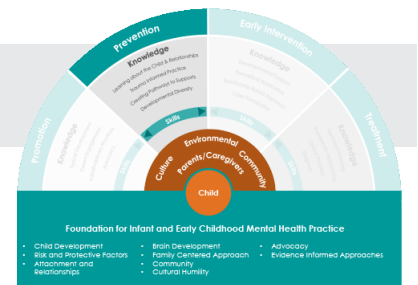 Prevention
Early Intervention
Promotion
Treatment
Knowledge
Learning about the Child & Relationships
Trauma Informed Practice
Creating Pathways to Supports
Developmental Diversity
Skills
Knowledge
Knowledge
Knowledge
Skills
Skills
Skills
Environmental
Culture
Community
Parents/Caregivers
Child
Foundation for Infant and Early Childhood Mental Health Practice
• Child Development
• Risk and Protective Factors
• Attachment and
Relationships
• Brain Development
• Family Centered Approach
• Community
• Cultural Humility
• Advocacy
• Evidence Informed Approaches